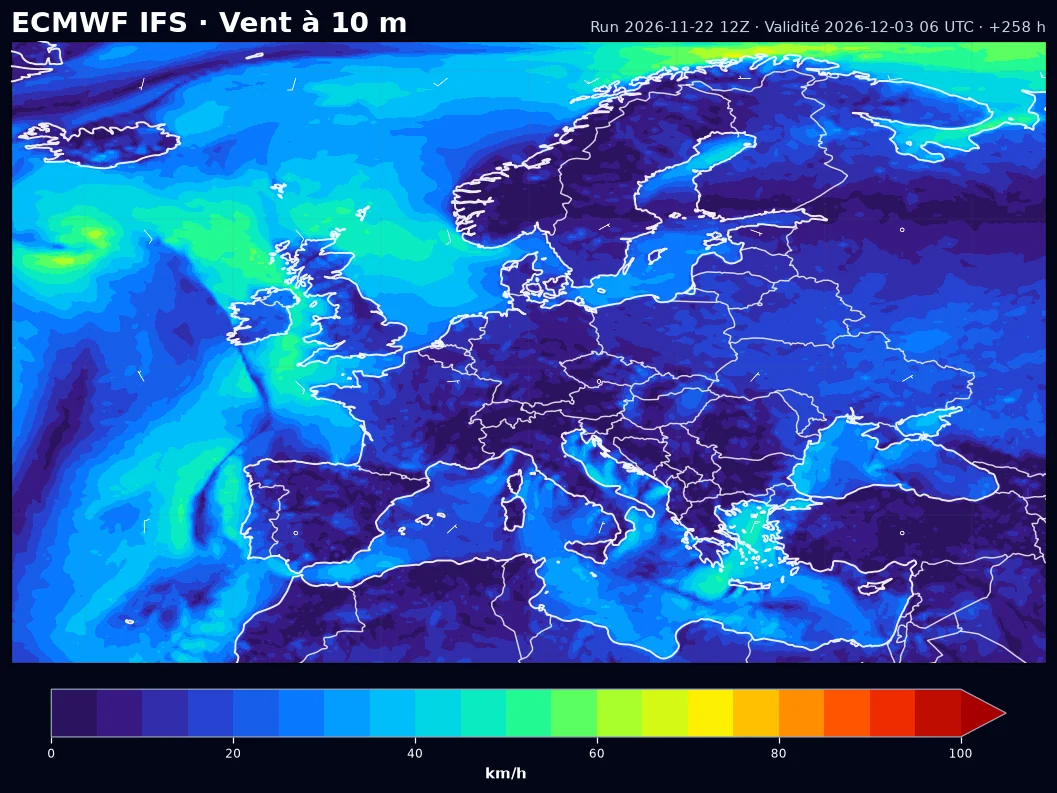 ECMWF IFS · Vent à 10 m
Run 2026-11-22 12Z · Validité 2026-12-03 06 UTC · +258 h
0 20 40 60 80 100
km/h